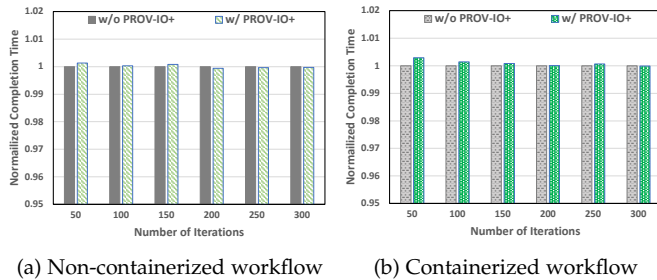 Normailized Completion Time
1.02
1.01
1
0.99
0.98
0.97
0.96
0.95
w/o PROV-IO+
w/ PROV-IO+
50 100 150 200 250 300
Number of Iterations
(a) Non-containerized workflow
Normailized Completion Time
1.02
1.01
1
0.99
0.98
0.97
0.96
0.95
w/o PROV-IO+
w/ PROV-IO+
50 100 150 200 250 300
Number of Iterations
(b) Containerized workflow